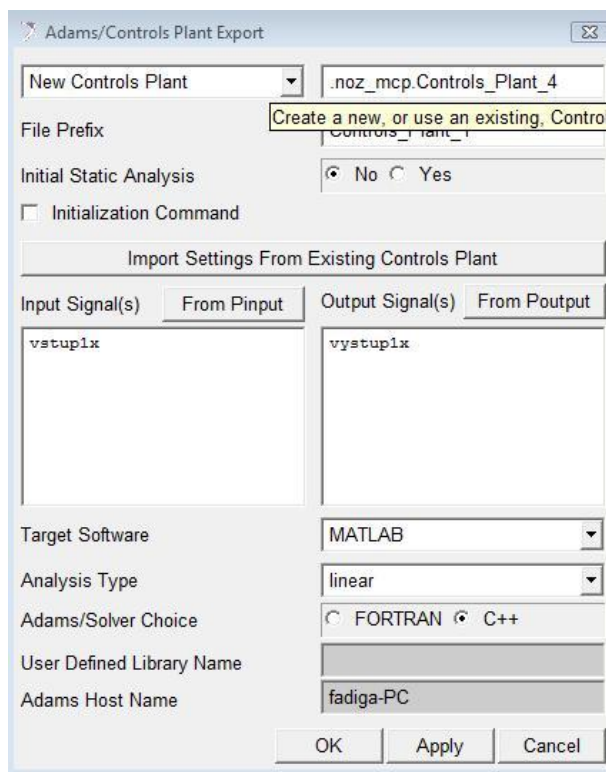 Adams/Controls Plant Export
New Controls Plant .noz_mcp.Controls_Plant_4
Create a new, or use an existing, Contro
File Prefix
Initial Static Analysis No Yes
Initialization Command
Import Settings From Existing Controls Plant
Input Signal(s) From Pinput Output Signal(s) From Poutput
vstup1x vystup1x
Target Software MATLAB
Analysis Type linear
Adams/Solver Choice FORTRAN C++
User Defined Library Name
Adams Host Name fadiga-PC
OK Apply Cancel